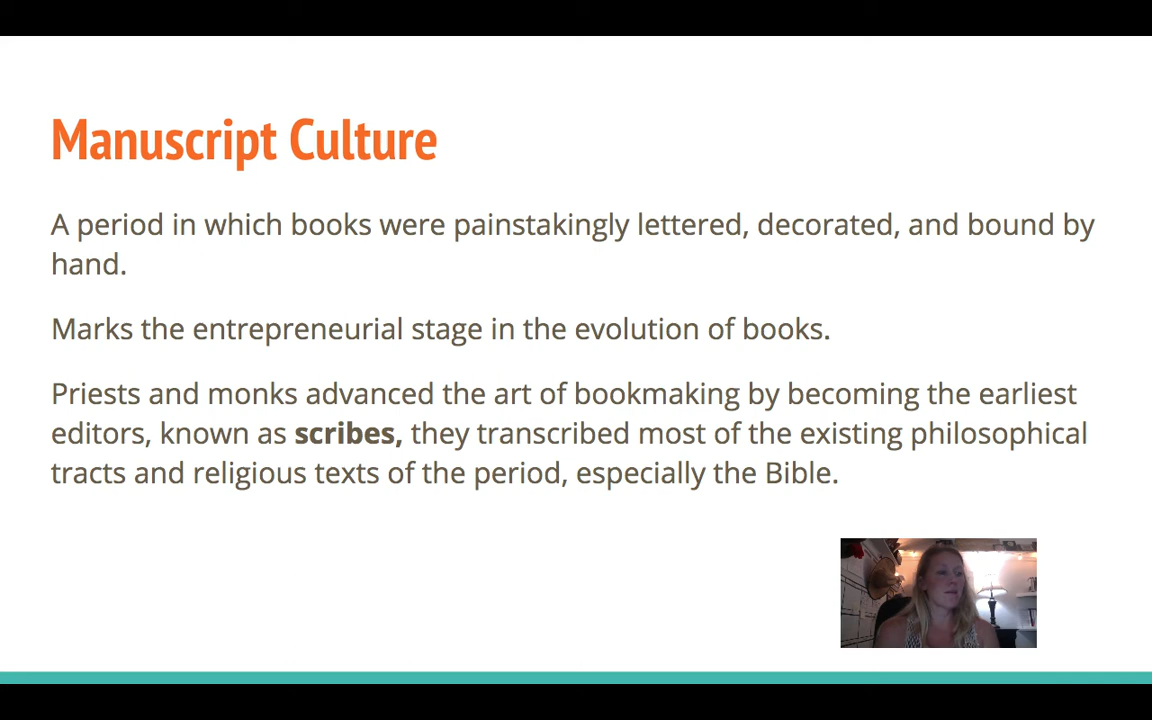 Manuscript Culture
A period in which books were painstakingly lettered, decorated, and bound by
hand.
Marks the entrepreneurial stage in the evolution of books.
Priests and monks advanced the art of bookmaking by becoming the earliest
editors, known as scribes, they transcribed most of the existing philosophical
tracts and religious texts of the period, especially the Bible.